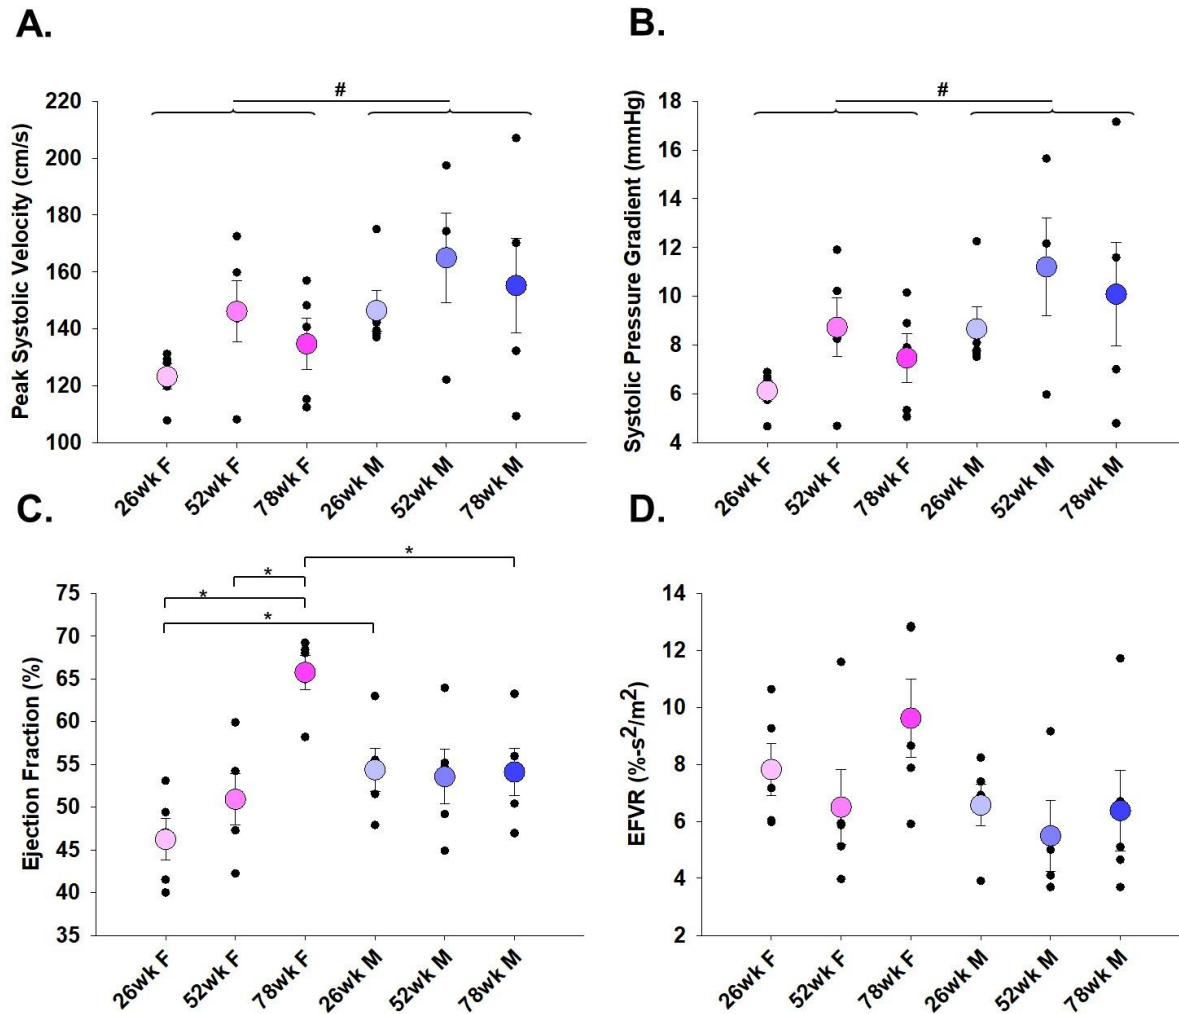 A.
#
Peak Systolic Velocity (cm/s)
220
200
180
160
140
120
100
26wk F
52wk F
78wk F
26wk M
52wk M
78wk M
B.
#
Systolic Pressure Gradient (mmHg)
18
16
14
12
10
8
6
4
26wk F
52wk F
78wk F
26wk M
52wk M
78wk M
C.
*
*
*
*
Ejection Fraction (%)
75
70
65
60
55
50
45
40
35
26wk F
52wk F
78wk F
26wk M
52wk M
78wk M
D.
EFVR (%-s²/m²)
14
12
10
8
6
4
2
26wk F
52wk F
78wk F
26wk M
52wk M
78wk M